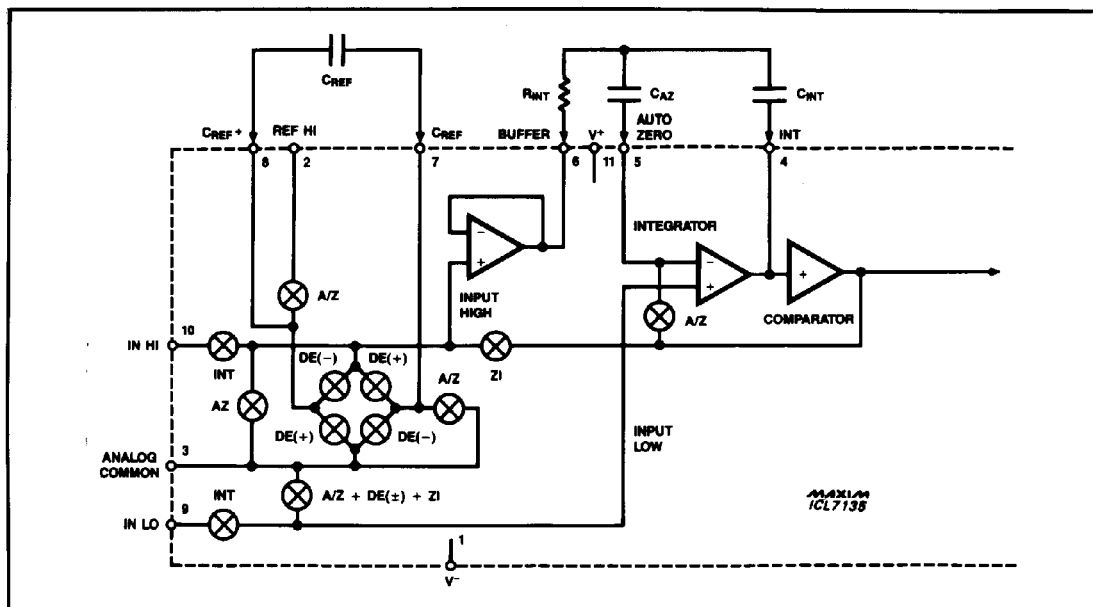 CREF
RINT
CAZ
CINT
CREF+
REF HI
CREF
BUFFER
V+
AUTO ZERO
INT
8
2
7
6
11
5
4
INTEGRATOR
−
+
−
+
+
A/Z
INPUT HIGH
A/Z
COMPARATOR
10
IN HI
INT
DE(−)
DE(+)
A/Z
ZI
AZ
DE(+)
DE(−)
INPUT LOW
3
ANALOG COMMON
INT
A/Z + DE(±) + ZI
9
IN LO
MAXIM
ICL7135
1
V−